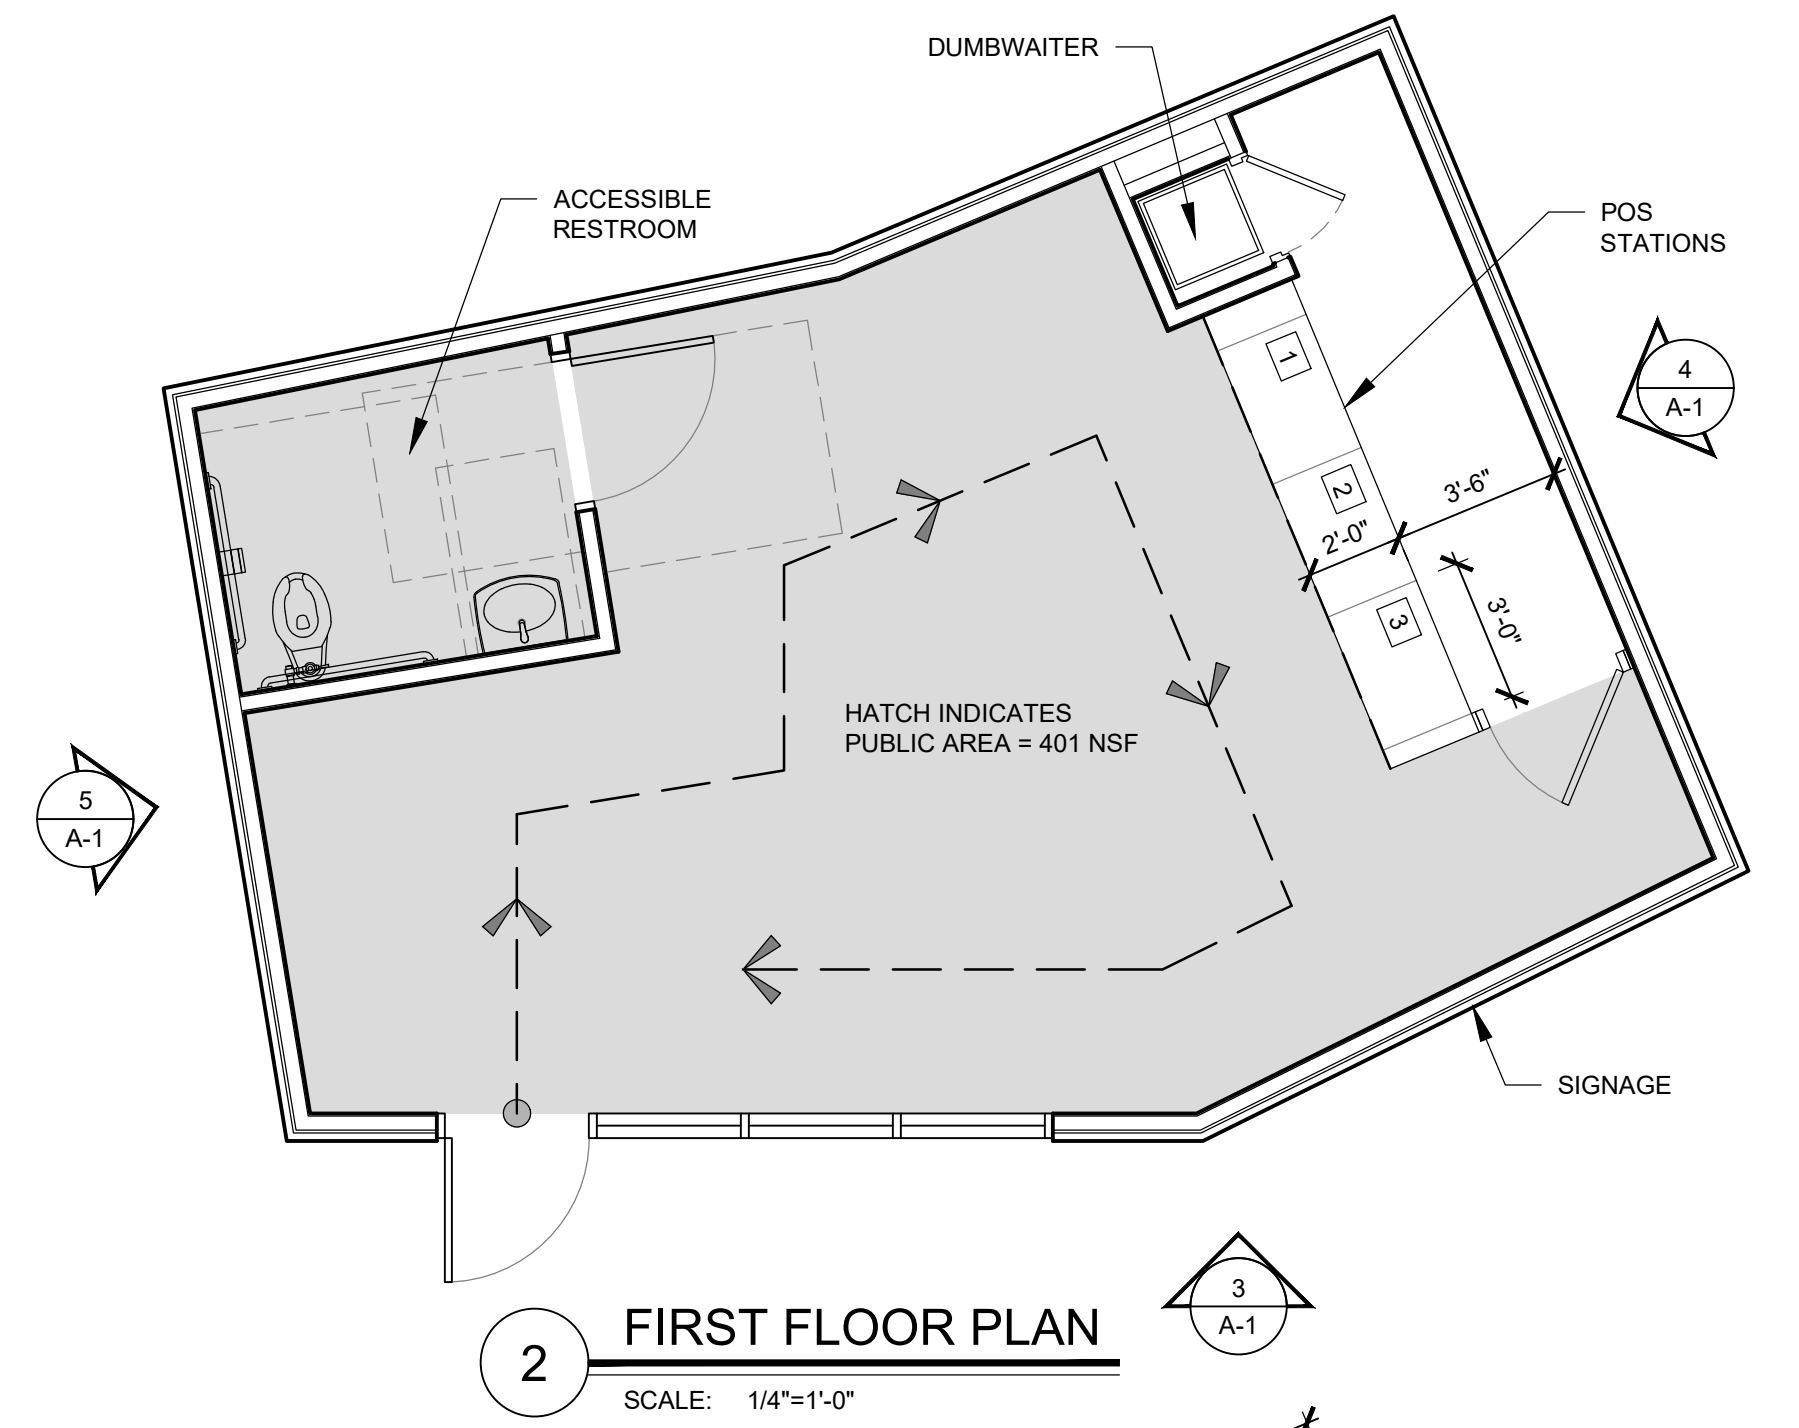 DUMBWAITER
ACCESSIBLE
RESTROOM
POS
STATIONS
1
4
A-1
2
3'-6"
2'-0"
3
3'-0"
HATCH INDICATES
PUBLIC AREA = 401 NSF
5
A-1
SIGNAGE
3
A-1
2
FIRST FLOOR PLAN
SCALE: 1/4"=1'-0"